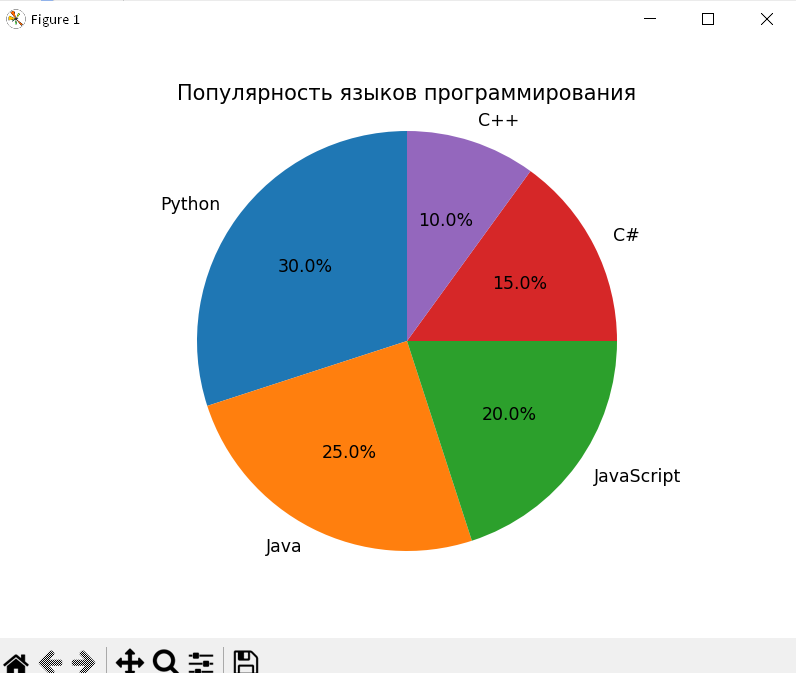 Figure 1
Популярность языков программирования
C++
Python
C#
10.0%
30.0%
15.0%
20.0%
25.0%
JavaScript
Java